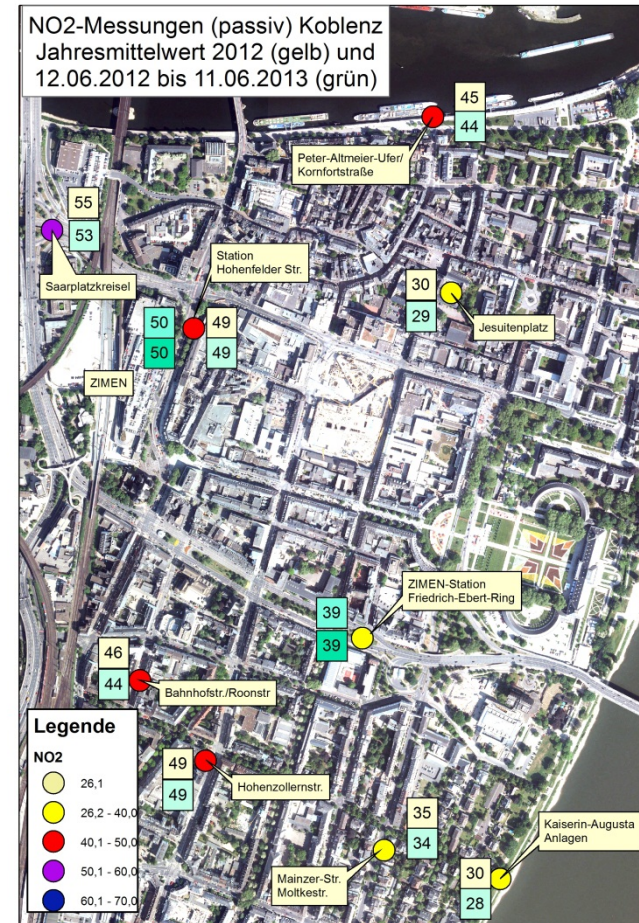 NO2-Messungen (passiv) Koblenz
Jahresmittelwert 2012 (gelb) und
12.06.2012 bis 11.06.2013 (grün)
45
44
Peter-Altmeier-Ufer/
Kornfortstraße
55
53
Saarplatzkreisel
Station
Hohenfelder Str.
50
49
50
49
30
29
Jesuitenplatz
ZIMEN
ZIMEN-Station
Friedrich-Ebert-Ring
39
39
46
44
Bahnhofstr./Roonstr
49
49
Hohenzollernstr.
35
34
Mainzer-Str.
Moltkestr.
Kaiserin-Augusta
Anlagen
30
28
Legende
NO2
26,1
26,2 - 40,0
40,1 - 50,0
50,1 - 60,0
60,1 - 70,0